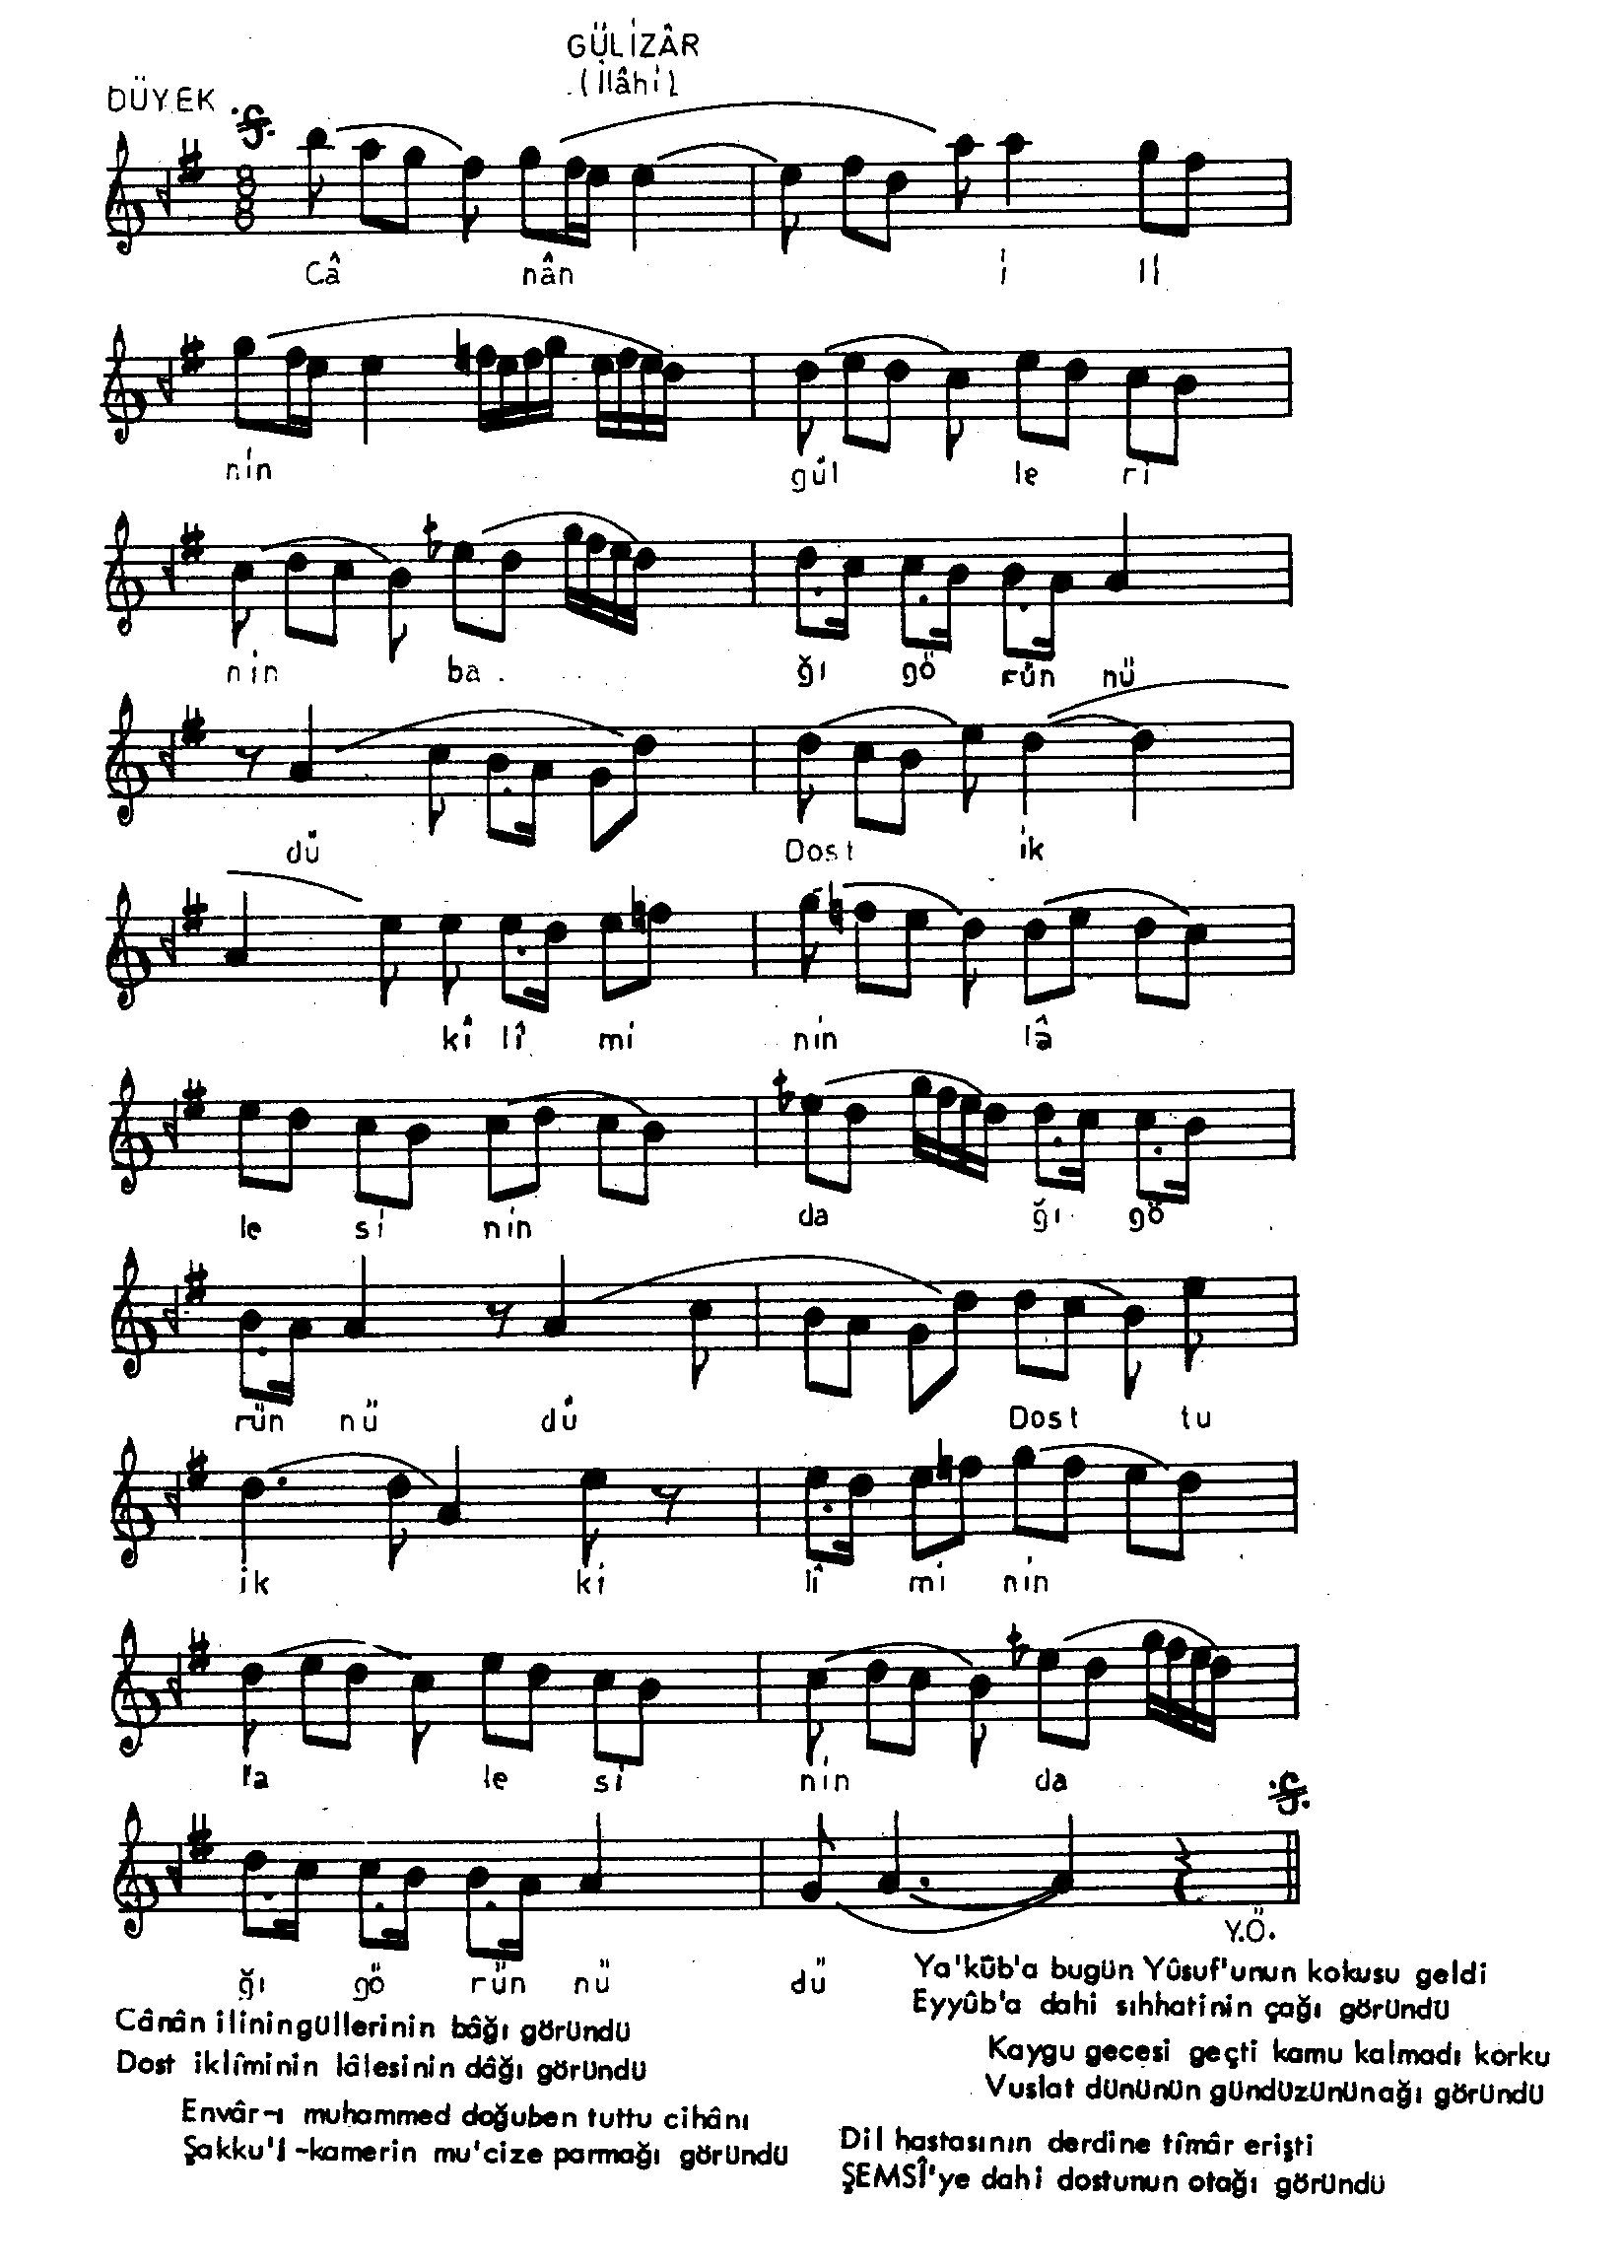 GÜLİZÂR
DÜYEK (İlâhi)
8
8
Câ nân i li
nin gül le ri
nin ba ğı gö rün nü
dü Dost ik
kî lî mi nin lâ
le si nin da ğı gö
rün nü dü Dost tu
ik ki lî mi nin
la le si nin da
ğı gö rün nü dü
Y.Ö.
Cânân iliningüllerinin bâğı göründü
Dost iklîminin lâlesinin dâğı göründü
Envâr-ı muhammed doğuben tuttu cihânı
Şakku'l-kamerin mu'cize parmağı göründü
Ya'kûb'a bugün Yûsuf'unun kokusu geldi
Eyyûb'a dahi sıhhatinin çağı göründü
Kaygu gecesi geçti kamu kalmadı korku
Vuslat dününün gündüzününağı göründü
Dil hastasının derdine tîmâr erişti
ŞEMSÎ'ye dahi dostunun otağı göründü